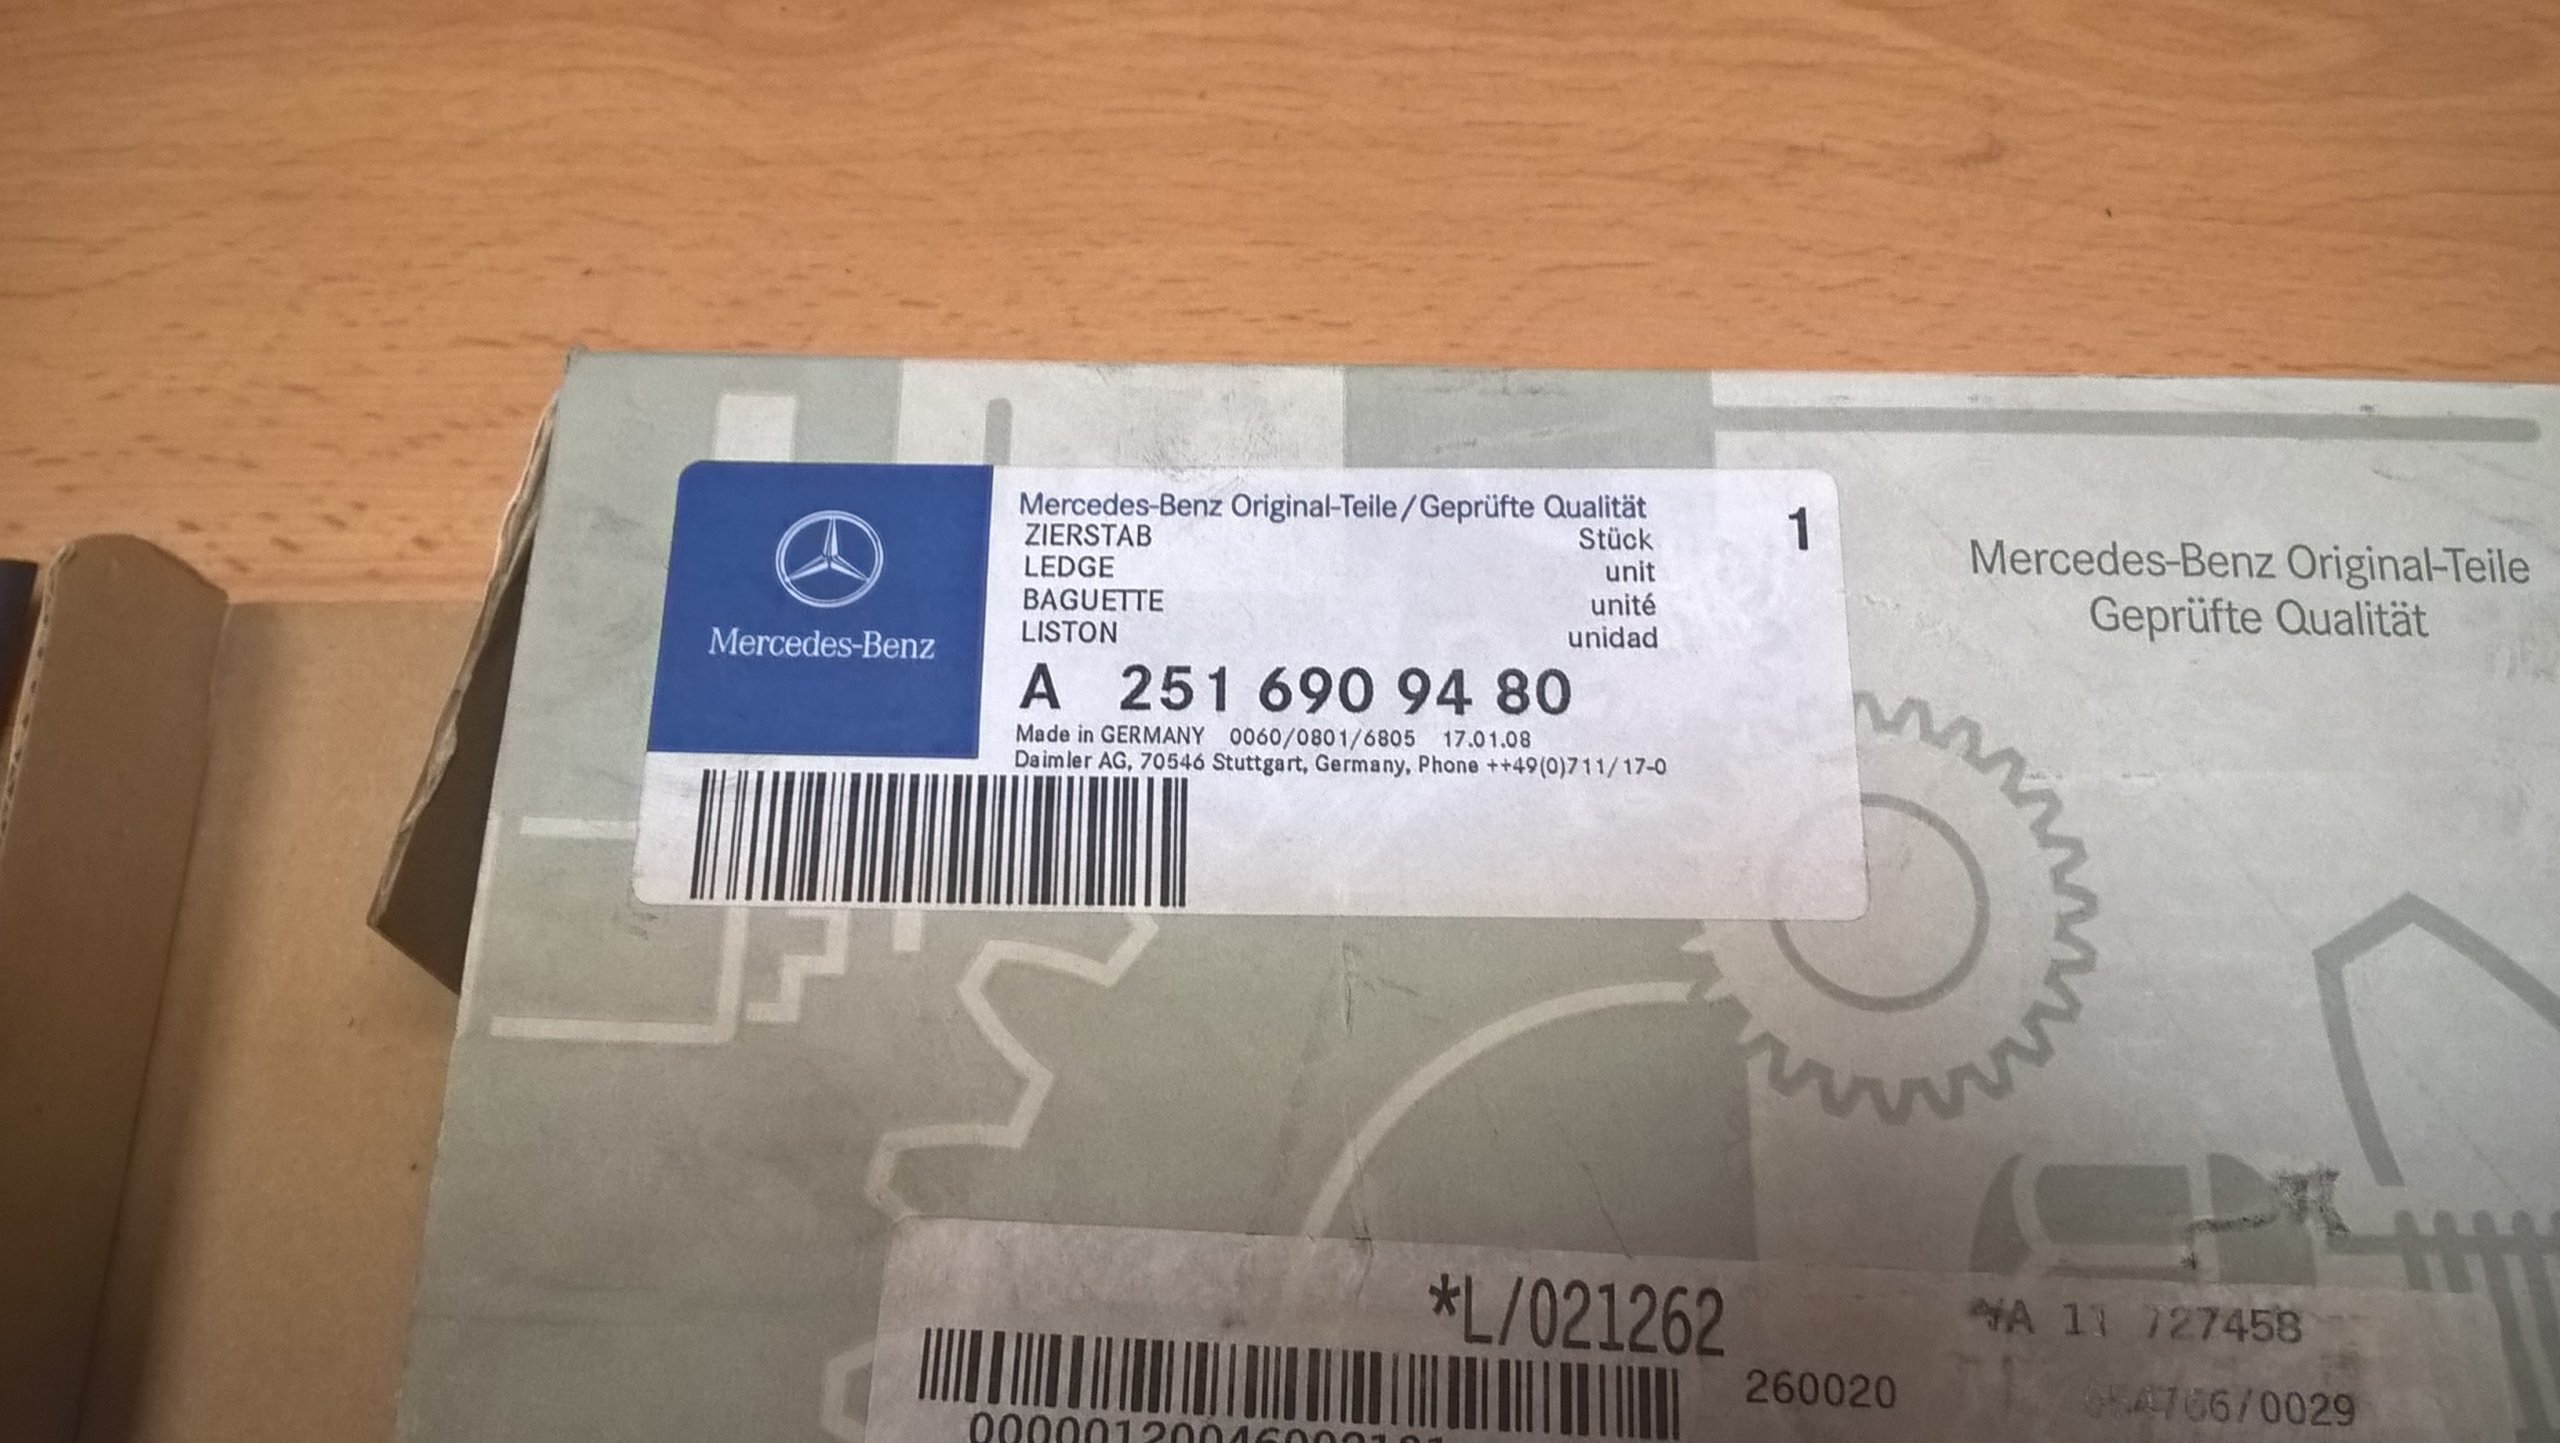 Mercedes-Benz
Mercedes-Benz Original-Teile/Geprüfte Qualität
1
ZIERSTAB Stück
LEDGE unit
BAGUETTE unité
LISTON unidad
A 251 690 94 80
Made in GERMANY 0060/0801/6805 17.01.08
Daimler AG, 70546 Stuttgart, Germany, Phone ++49(0)711/17-0
Mercedes-Benz Original-Teile
Geprüfte Qualität
*L/021262
11 727458
260020